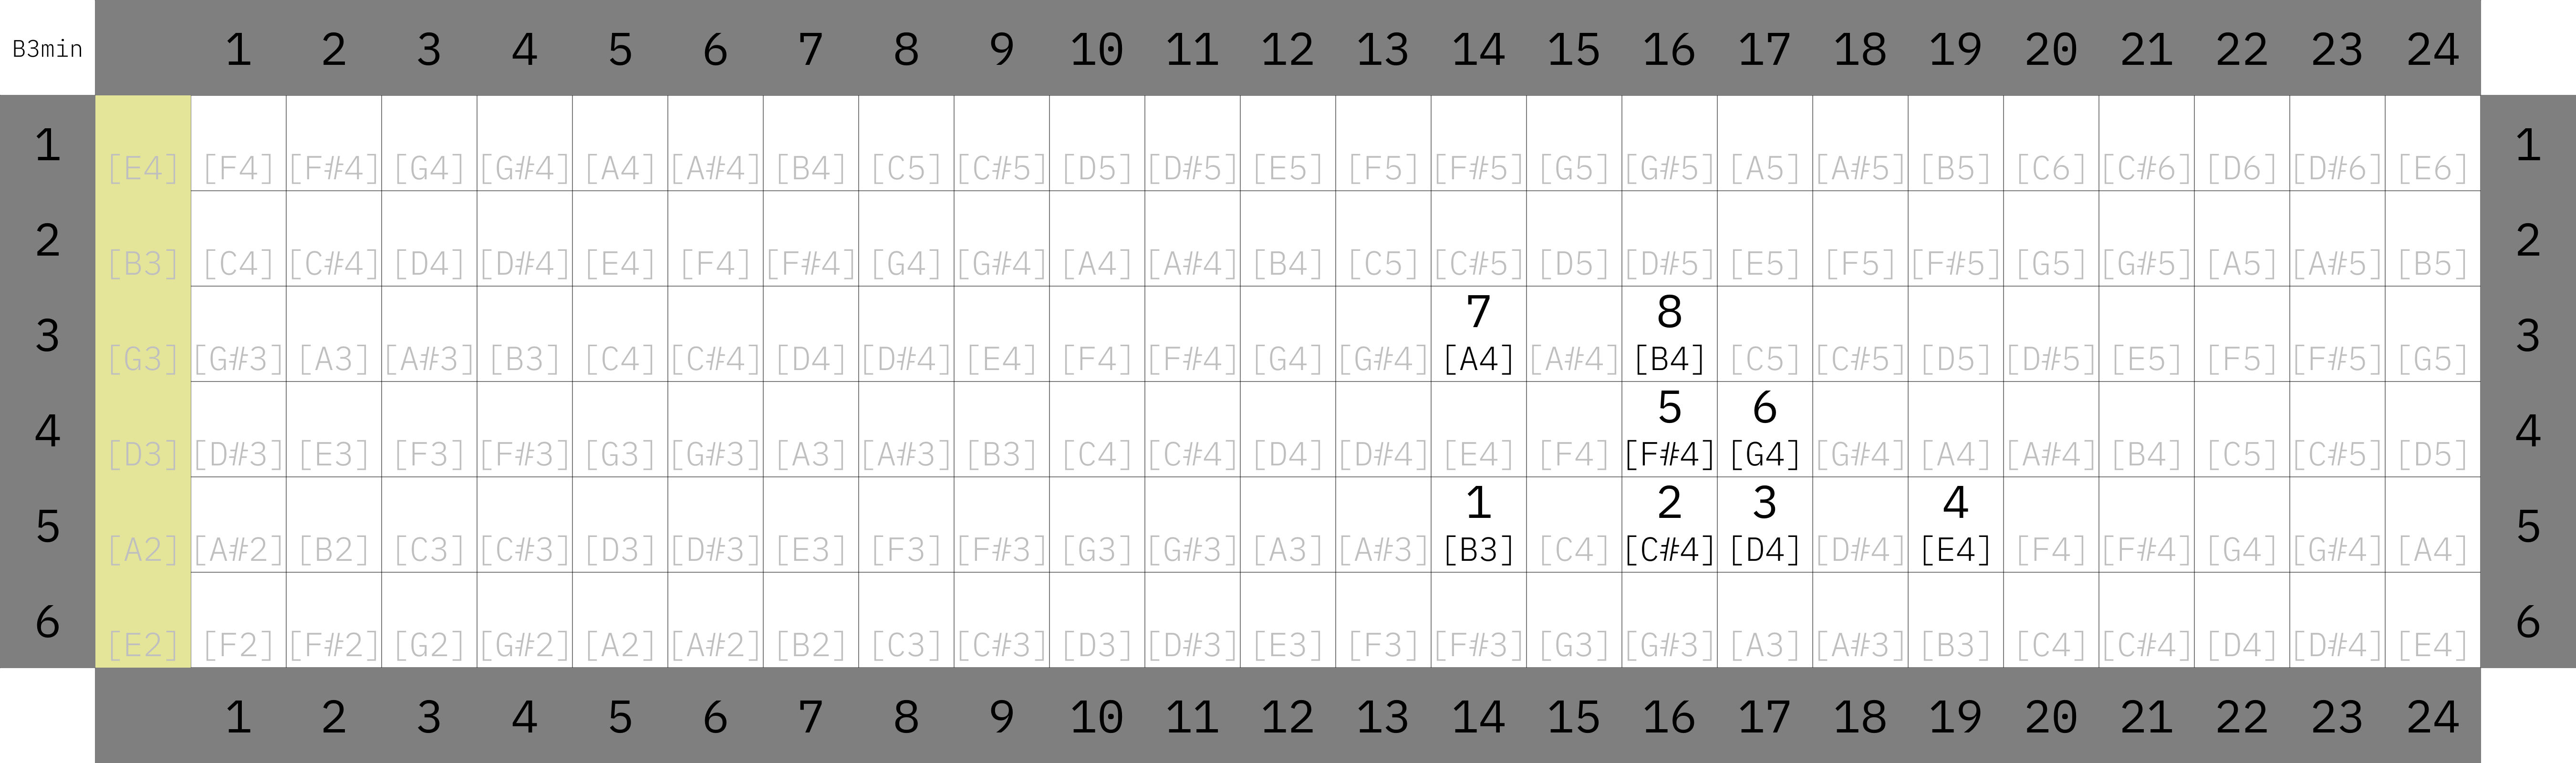 B3min 1 2 3 4 5 6 7 8 9 10 11 12 13 14 15 16 17 18 19 20 21 22 23 24
1 [E4] [F4] [F#4] [G4] [G#4] [A4] [A#4] [B4] [C5] [C#5] [D5] [D#5] [E5] [F5] [F#5] [G5] [G#5] [A5] [A#5] [B5] [C6] [C#6] [D6] [D#6] [E6] 1
2 [B3] [C4] [C#4] [D4] [D#4] [E4] [F4] [F#4] [G4] [G#4] [A4] [A#4] [B4] [C5] [C#5] [D5] [D#5] [E5] [F5] [F#5] [G5] [G#5] [A5] [A#5] [B5] 2
7 8
3 [G3] [G#3] [A3] [A#3] [B3] [C4] [C#4] [D4] [D#4] [E4] [F4] [F#4] [G4] [G#4] [A4] [A#4] [B4] [C5] [C#5] [D5] [D#5] [E5] [F5] [F#5] [G5] 3
5 6
4 [D3] [D#3] [E3] [F3] [F#3] [G3] [G#3] [A3] [A#3] [B3] [C4] [C#4] [D4] [D#4] [E4] [F4] [F#4] [G4] [G#4] [A4] [A#4] [B4] [C5] [C#5] [D5] 4
1 2 3 4
5 [A2] [A#2] [B2] [C3] [C#3] [D3] [D#3] [E3] [F3] [F#3] [G3] [G#3] [A3] [A#3] [B3] [C4] [C#4] [D4] [D#4] [E4] [F4] [F#4] [G4] [G#4] [A4] 5
6 [E2] [F2] [F#2] [G2] [G#2] [A2] [A#2] [B2] [C3] [C#3] [D3] [D#3] [E3] [F3] [F#3] [G3] [G#3] [A3] [A#3] [B3] [C4] [C#4] [D4] [D#4] [E4] 6
1 2 3 4 5 6 7 8 9 10 11 12 13 14 15 16 17 18 19 20 21 22 23 24